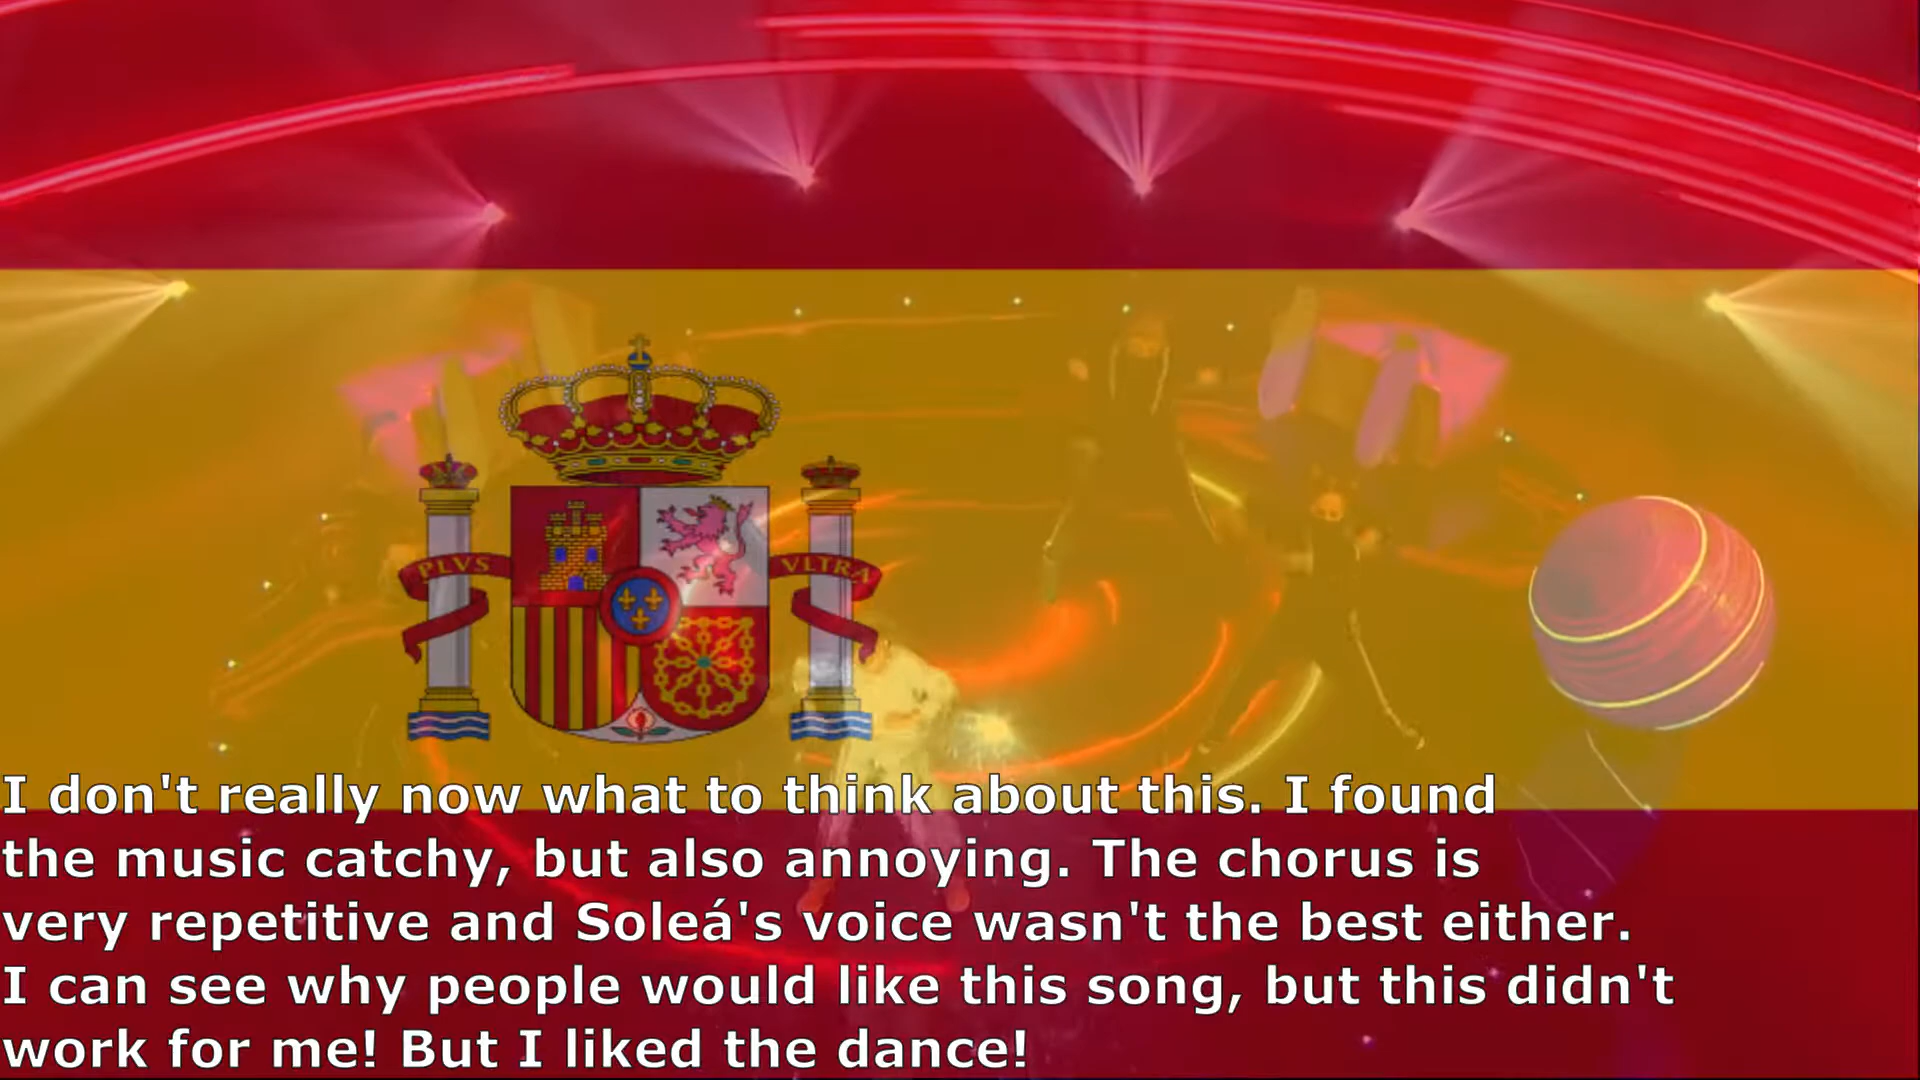 PLVS VLTRA
I don't really now what to think about this. I found
the music catchy, but also annoying. The chorus is
very repetitive and Soleá's voice wasn't the best either.
I can see why people would like this song, but this didn't
work for me! But I liked the dance!